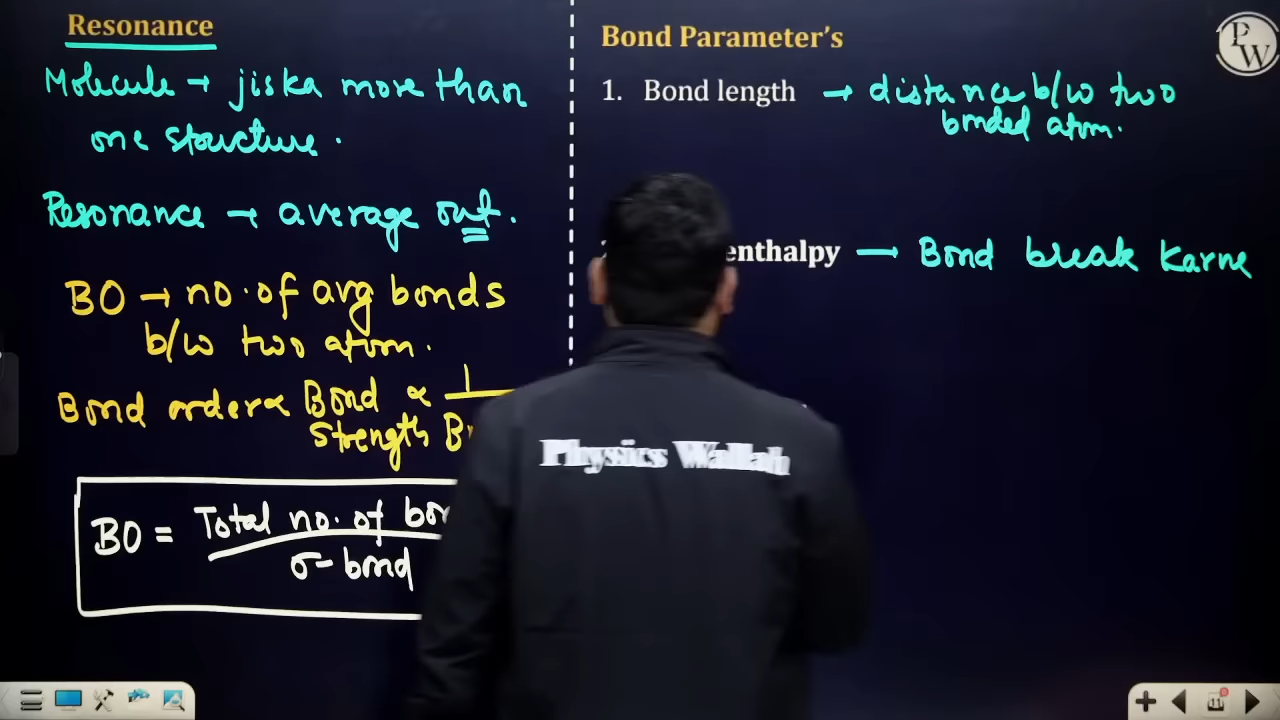 Resonance
Molecule → jiska more than
one structure.
Resonance → average out.
BO → no. of avg bonds
b/w two atom.
Bond order ∝ Bond ∝ 1
Strength
BO = Total no. of
σ-bond
Bond Parameter's
1. Bond length → distance b/w two
bonded atom.
enthalpy — Bond break Karne
PW
Physics Wallah